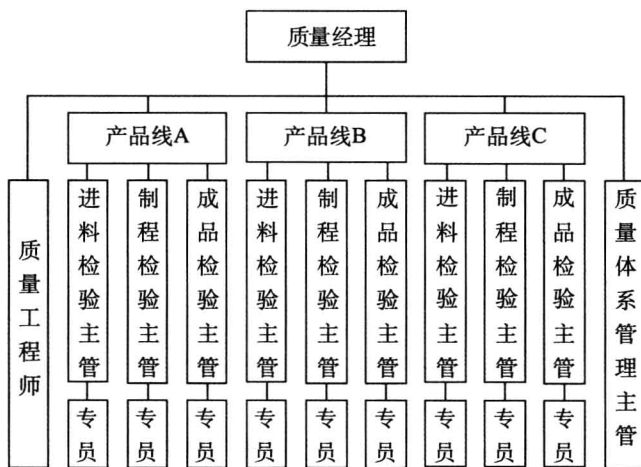 质量经理
产品线A
产品线B
产品线C
质量工程师
进料检验主管
制程检验主管
成品检验主管
进料检验主管
制程检验主管
成品检验主管
进料检验主管
制程检验主管
成品检验主管
质量体系管理主管
专员
专员
专员
专员
专员
专员
专员
专员
专员